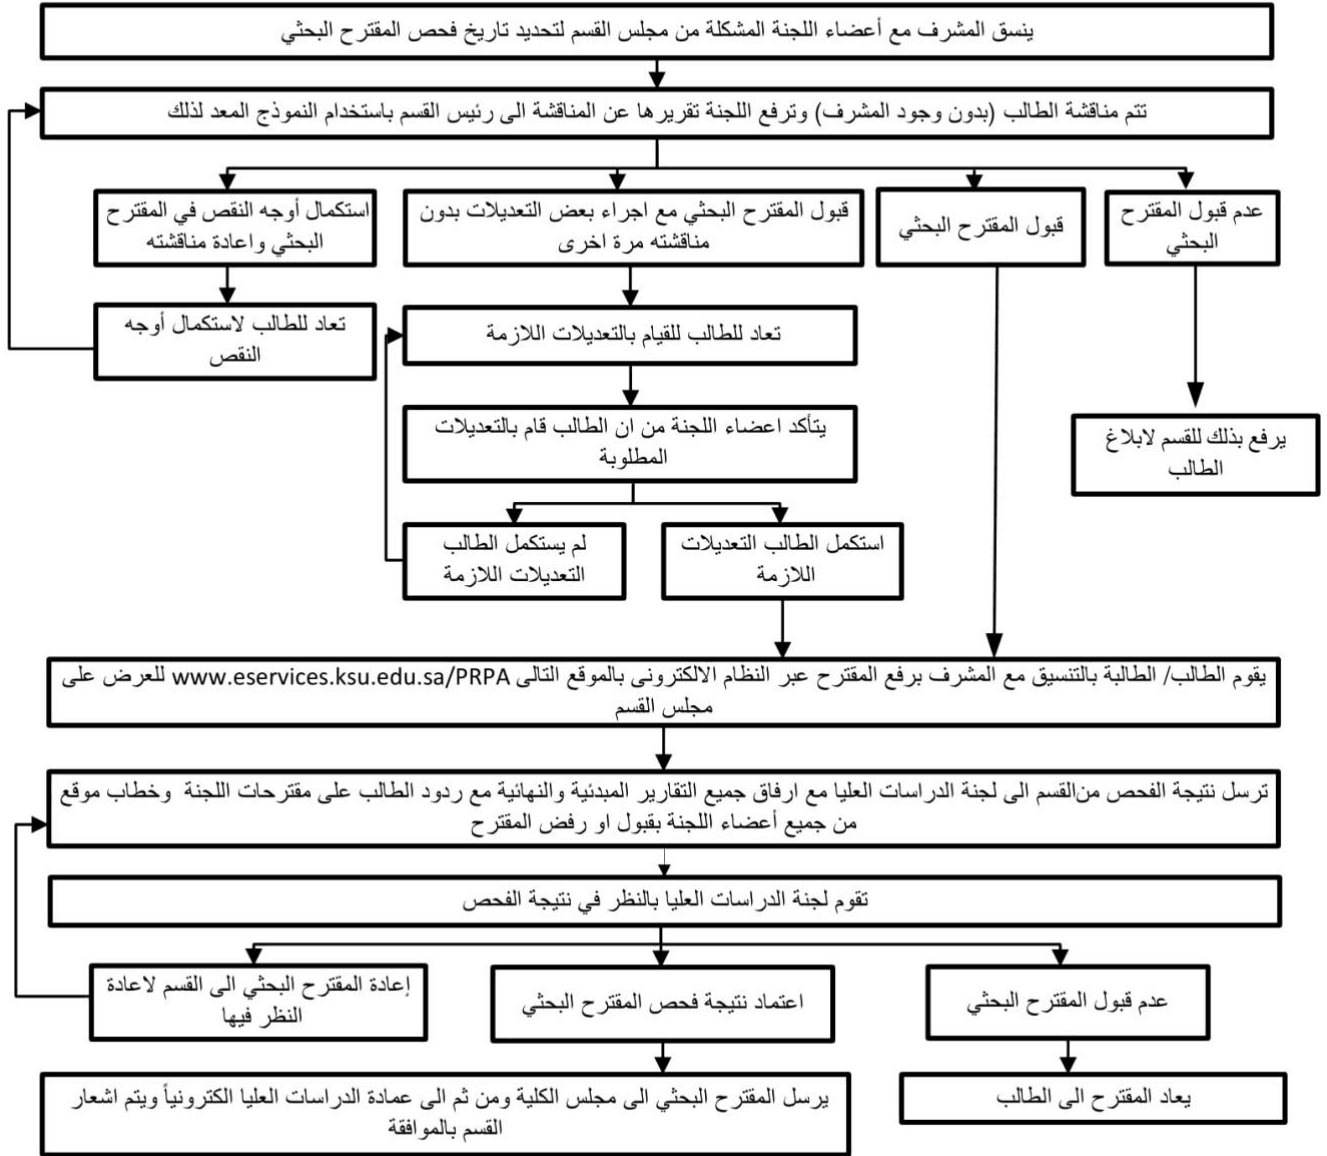 ينسق المشرف مع أعضاء اللجنة المشكلة من مجلس القسم لتحديد تاريخ فحص المقترح البحثي
تتم مناقشة الطالب (بدون وجود المشرف) وترفع اللجنة تقريرها عن المناقشة الى رئيس القسم باستخدام النموذج المعد لذلك
عدم قبول المقترح
البحثي
قبول المقترح البحثي
قبول المقترح البحثي مع اجراء بعض التعديلات بدون
مناقشته مرة اخرى
استكمال أوجه النقص في المقترح
البحثي واعادة مناقشته
يرفع بذلك للقسم لابلاغ
الطالب
تعاد للطالب للقيام بالتعديلات اللازمة
تعاد للطالب لاستكمال أوجه
النقص
يتأكد اعضاء اللجنة من ان الطالب قام بالتعديلات
المطلوبة
استكمل الطالب التعديلات
اللازمة
لم يستكمل الطالب
التعديلات اللازمة
يقوم الطالب/ الطالبة بالتنسيق مع المشرف برفع المقترح عبر النظام الالكترونى بالموقع التالى www.eservices.ksu.edu.sa/PRPA للعرض على
مجلس القسم
ترسل نتيجة الفحص منالقسم الى لجنة الدراسات العليا مع ارفاق جميع التقارير المبدئية والنهائية مع ردود الطالب على مقترحات اللجنة وخطاب موقع
من جميع أعضاء اللجنة بقبول او رفض المقترح
تقوم لجنة الدراسات العليا بالنظر في نتيجة الفحص
عدم قبول المقترح البحثي
اعتماد نتيجة فحص المقترح البحثي
إعادة المقترح البحثي الى القسم لاعادة
النظر فيها
يعاد المقترح الى الطالب
يرسل المقترح البحثي الى مجلس الكلية ومن ثم الى عمادة الدراسات العليا الكترونياً ويتم اشعار
القسم بالموافقة